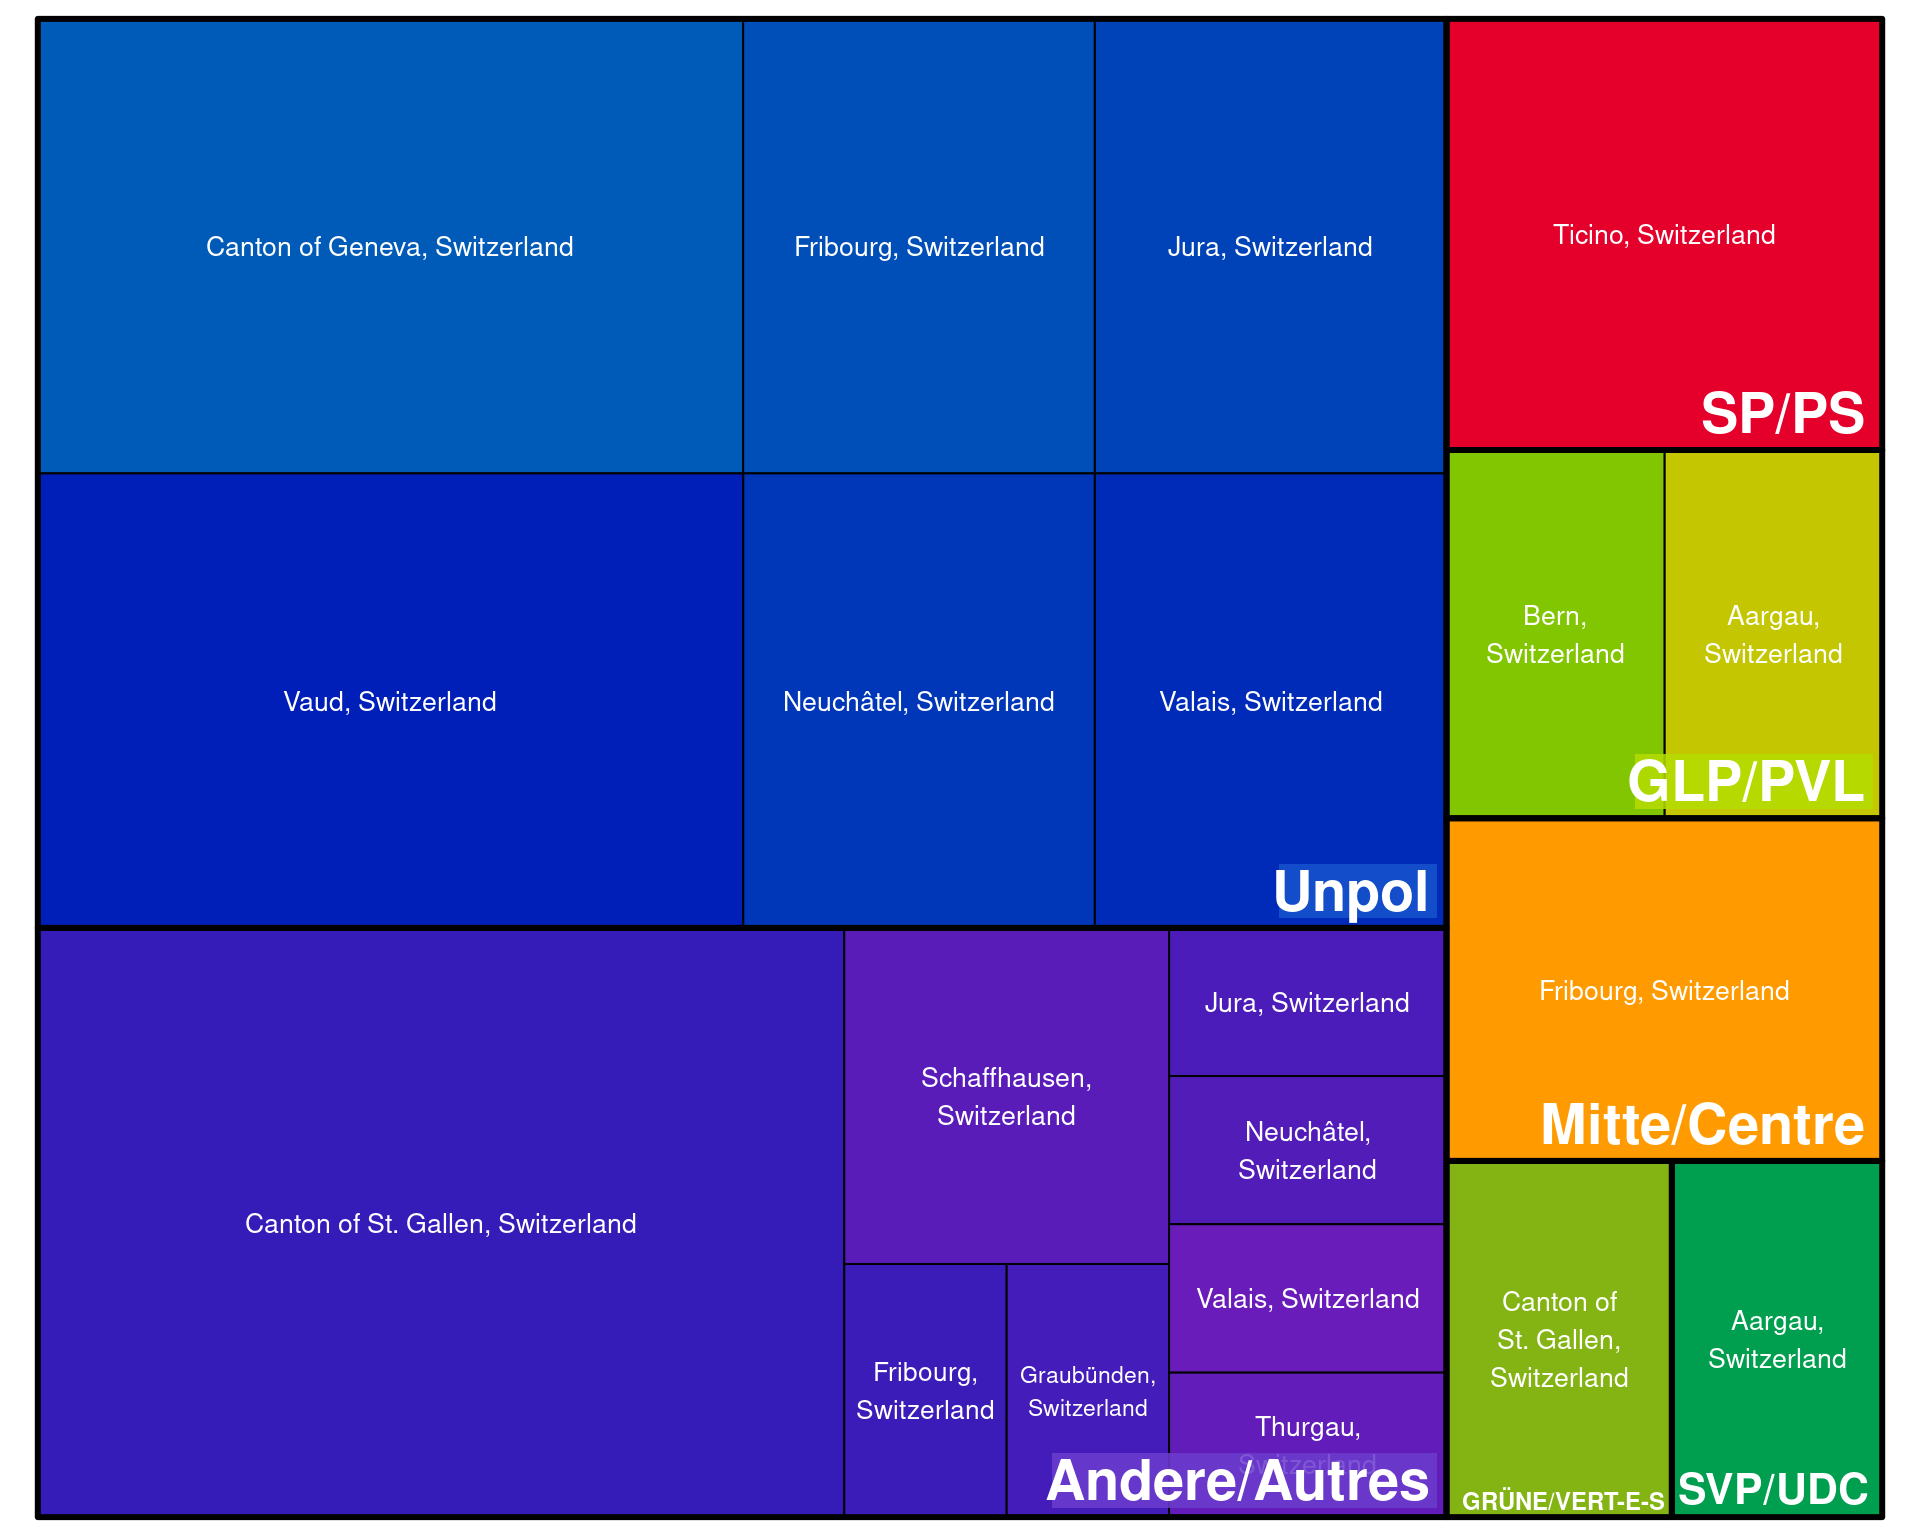 Canton of Geneva, Switzerland
Fribourg, Switzerland
Jura, Switzerland
Vaud, Switzerland
Neuchâtel, Switzerland
Valais, Switzerland
Unpol
Canton of St. Gallen, Switzerland
Schaffhausen,
Switzerland
Fribourg,
Switzerland
Graubünden,
Switzerland
Jura, Switzerland
Neuchâtel,
Switzerland
Valais, Switzerland
Thurgau,
Switzerland
Andere/Autres
Ticino, Switzerland
SP/PS
Bern,
Switzerland
Aargau,
Switzerland
GLP/PVL
Fribourg, Switzerland
Mitte/Centre
Canton of
St. Gallen,
Switzerland
GRÜNE/VERT-E-S
Aargau,
Switzerland
SVP/UDC